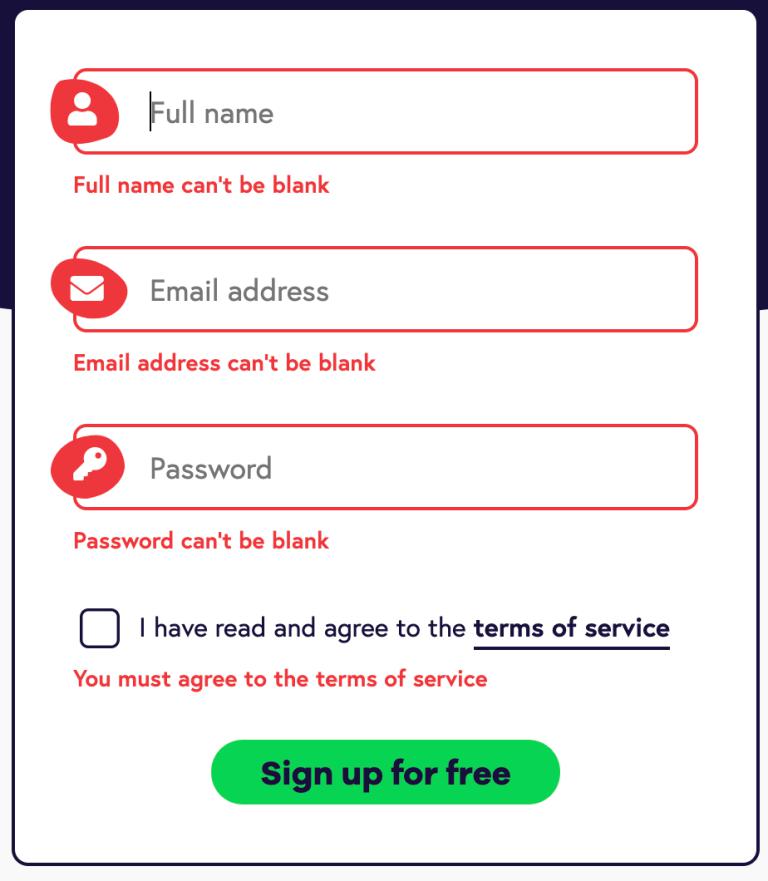 Full name
Full name can't be blank
Email address
Email address can't be blank
Password
Password can't be blank
I have read and agree to the terms of service
You must agree to the terms of service
Sign up for free